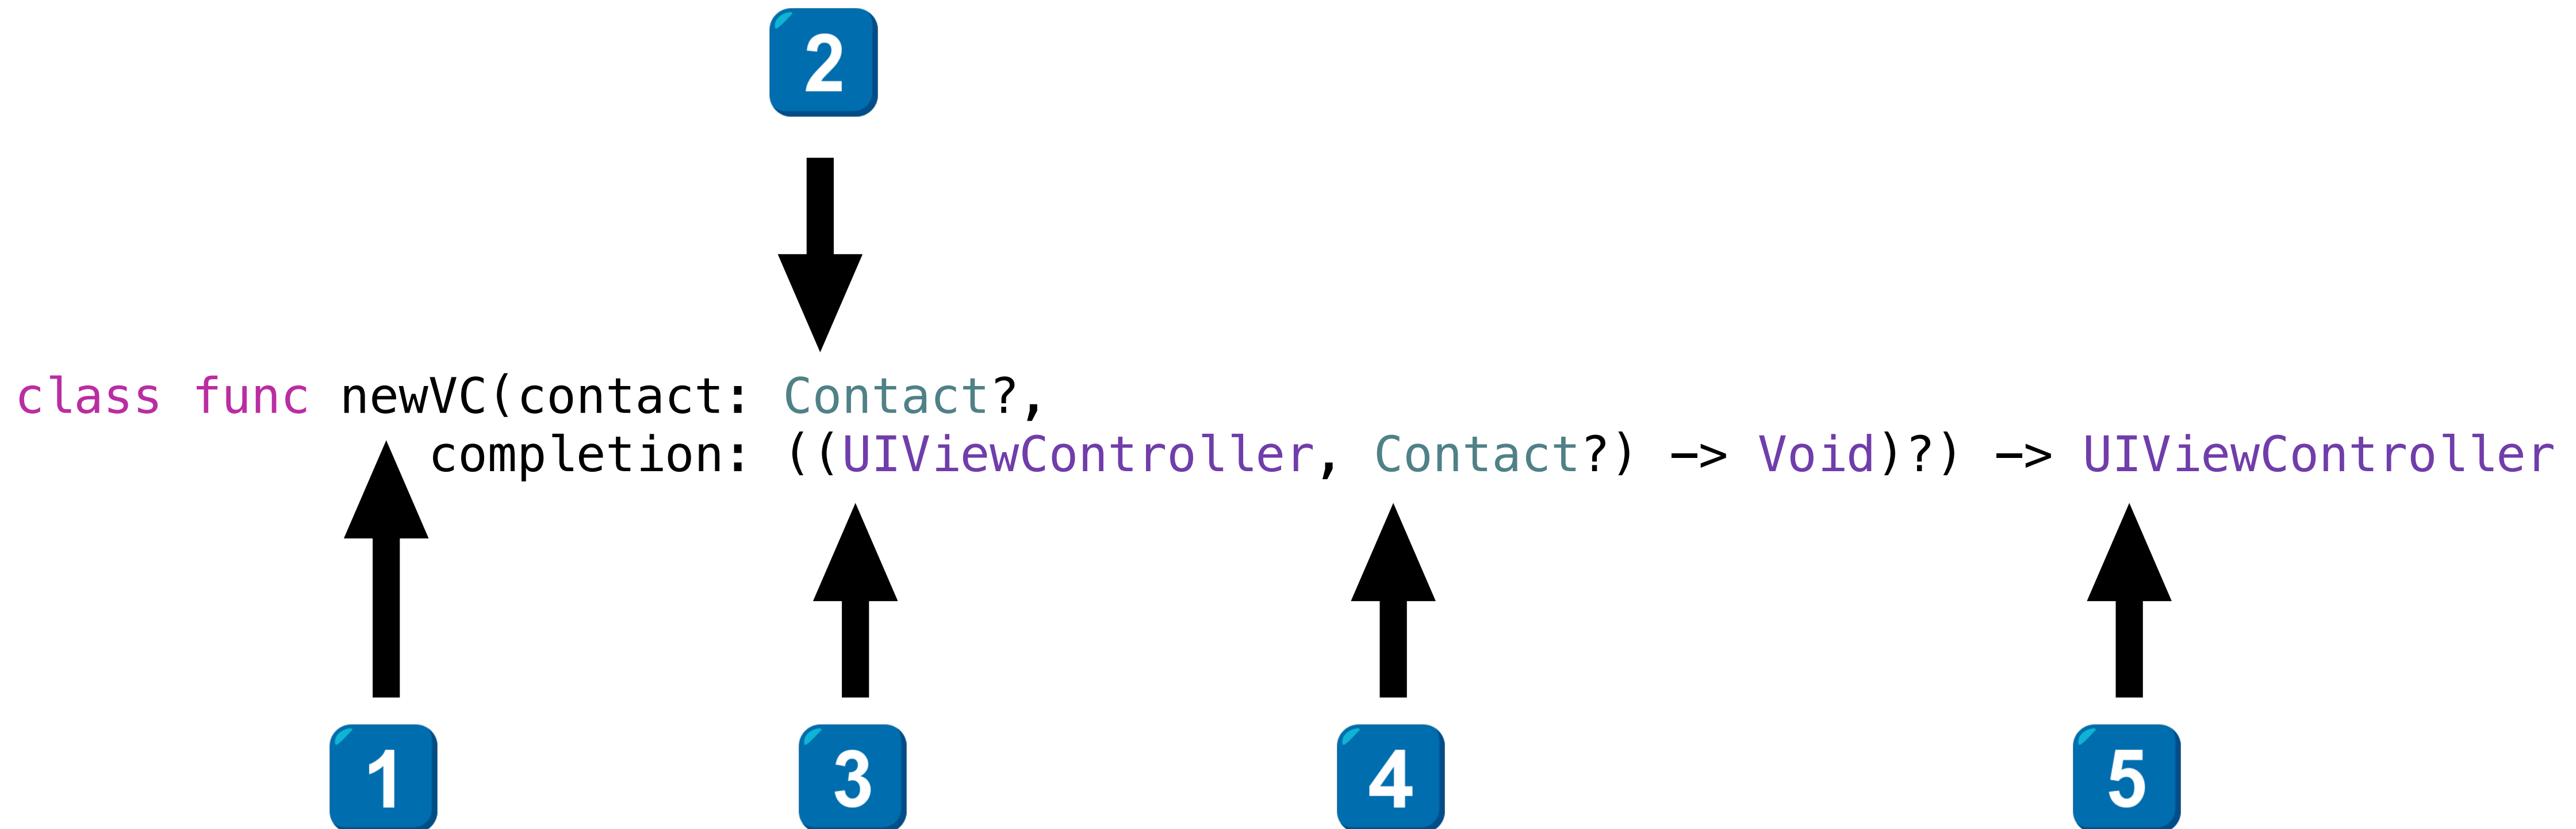 2
class func newVC(contact: Contact?,
completion: ((UIViewController, Contact?) —> Void)?) —> UIViewController
1 3 4 5